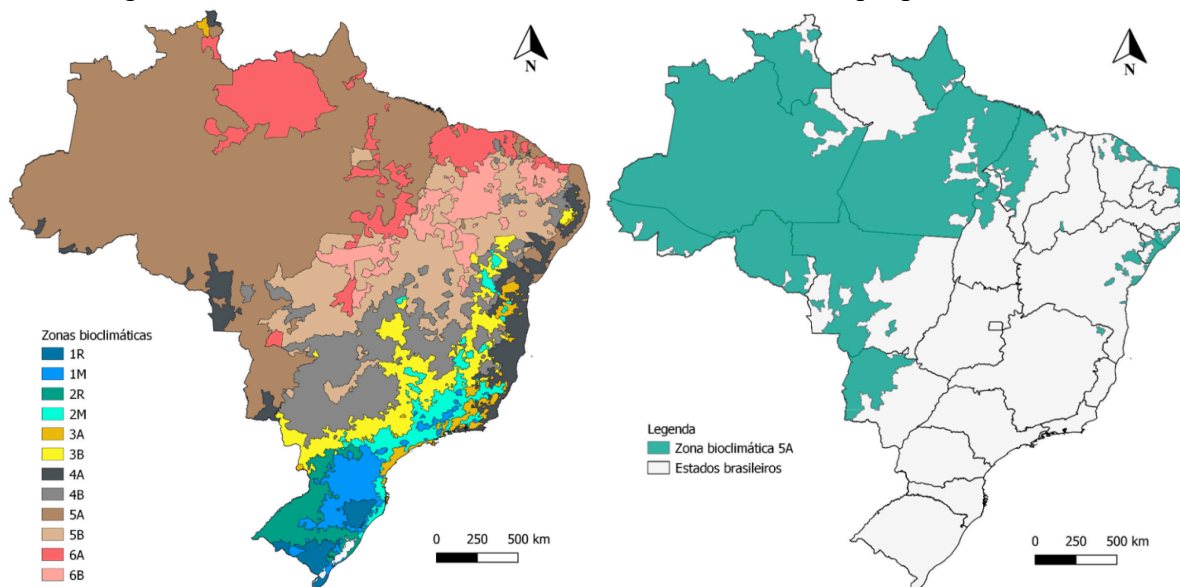 N
N
Zonas bioclimáticas
1R
1M
2R
2M
3A
3B
4A
4B
5A
5B
6A
6B
0 250 500 km
Legenda
Zona bioclimática 5A
Estados brasileiros
0 250 500 km